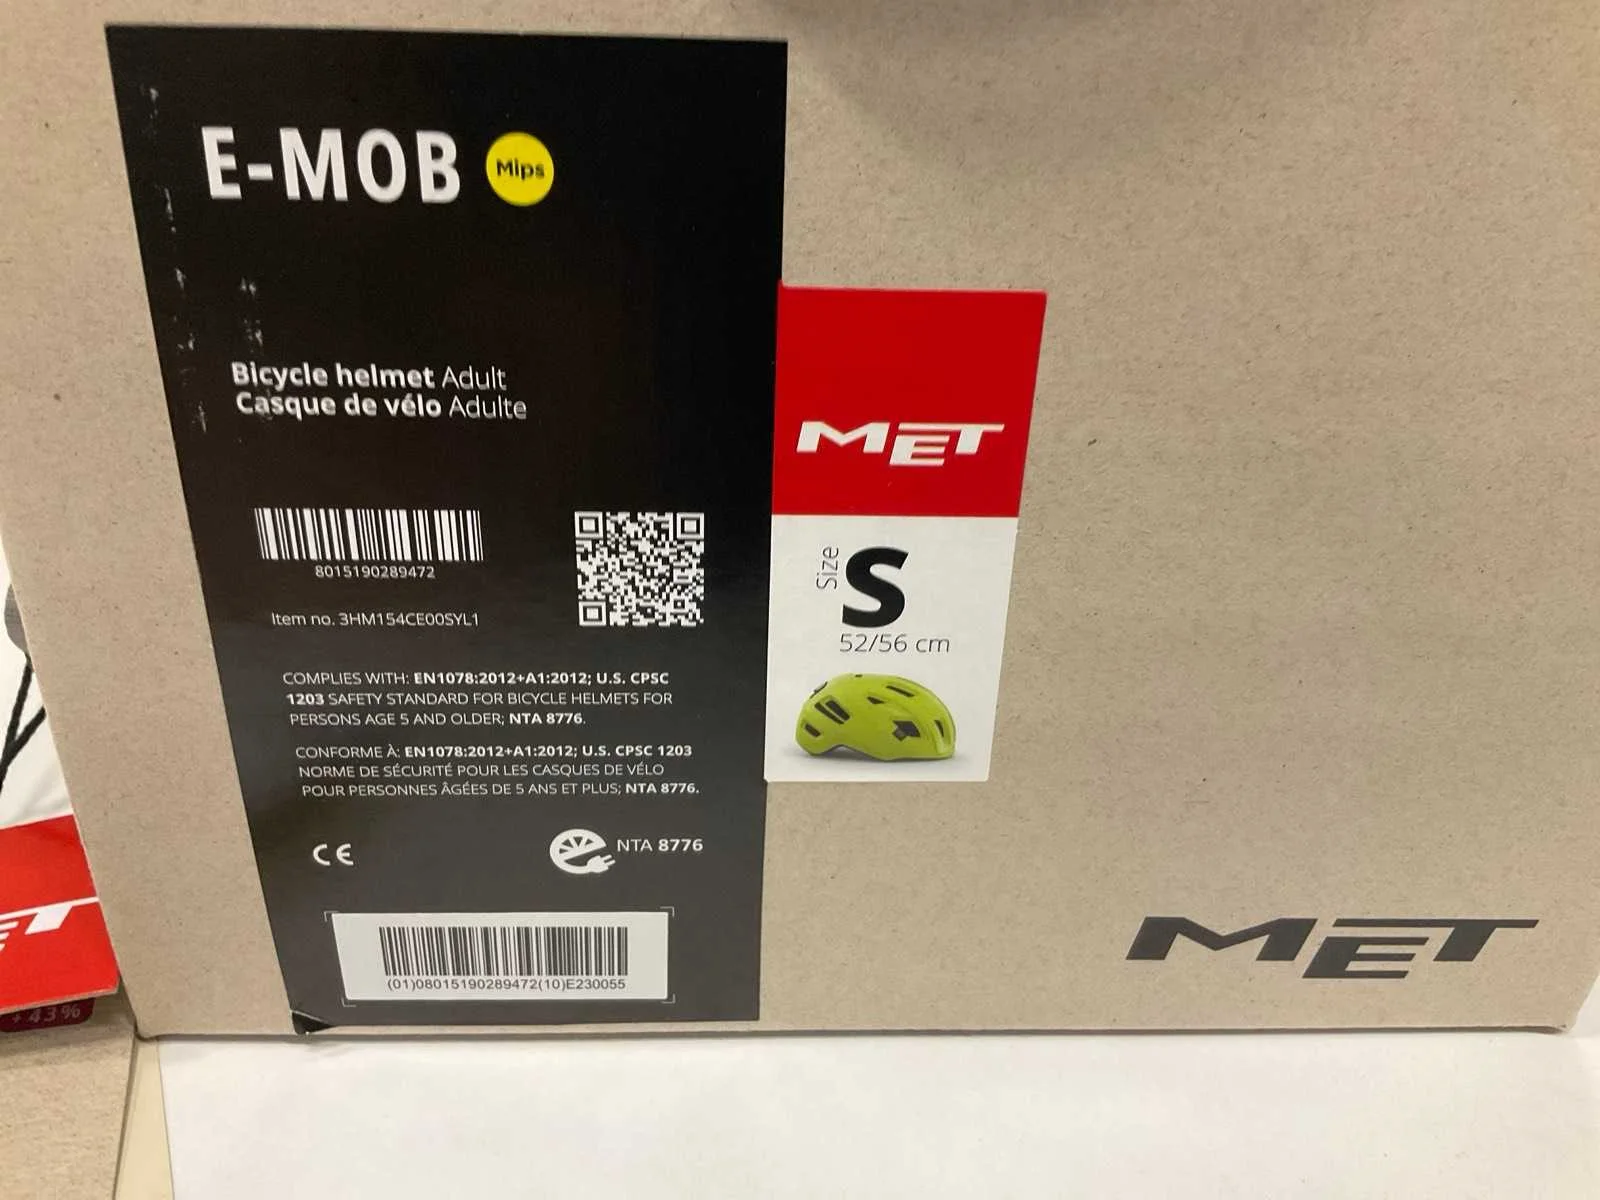 E-MOB Mips
Bicycle helmet Adult
Casque de vélo Adulte
8015190289472
Item no. 3HM154CE00SYL1
COMPLIES WITH: EN1078:2012+A1:2012; U.S. CPSC
1203 SAFETY STANDARD FOR BICYCLE HELMETS FOR
PERSONS AGE 5 AND OLDER; NTA 8776.
CONFORME À: EN1078:2012+A1:2012; U.S. CPSC 1203
NORME DE SÉCURITÉ POUR LES CASQUES DE VÉLO
POUR PERSONNES ÂGÉES DE 5 ANS ET PLUS; NTA 8776.
CE
NTA 8776
(01)08015190289472(10)E230055
MET
Size S
52/56 cm
MET
+43%